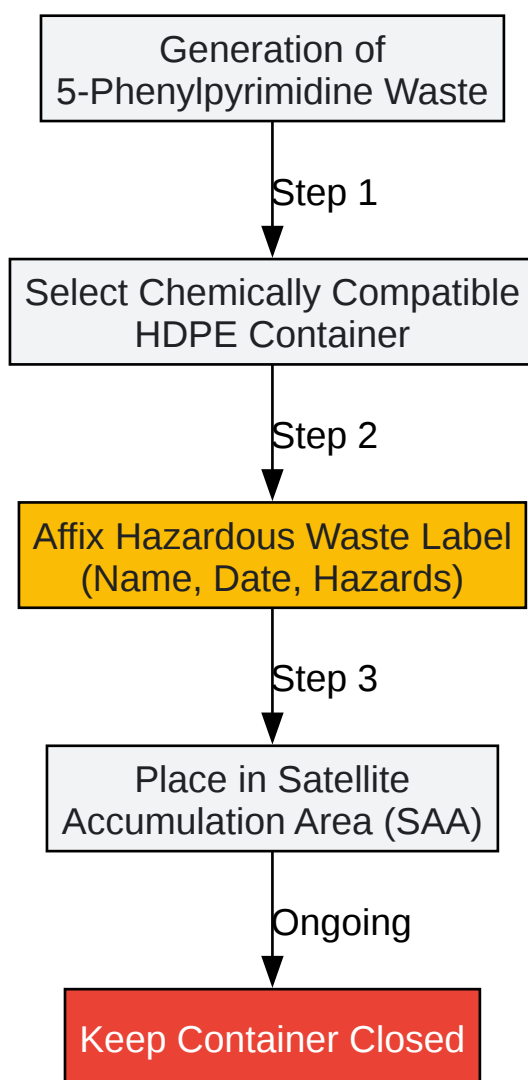 Generation of
5-Phenylpyrimidine Waste
Step 1
Select Chemically Compatible
HDPE Container
Step 2
Affix Hazardous Waste Label
(Name, Date, Hazards)
Step 3
Place in Satellite
Accumulation Area (SAA)
Ongoing
Keep Container Closed